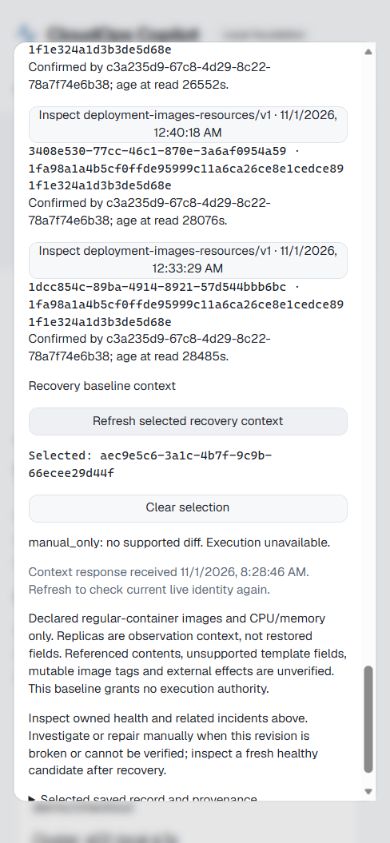 CloudOps Copilot
1f1e324a1d3b3de5d68e
Confirmed by c3a235d9-67c8-4d29-8c22-
78a7f74e6b38; age at read 26552s.
Inspect deployment-images-resources/v1 · 11/1/2026,
12:40:18 AM
3408e530-77cc-46c1-870e-3a6af0954a59 ·
1fa98a1a4b5cf0ffde95999c11a6ca26ce8e1cedce89
1f1e324a1d3b3de5d68e
Confirmed by c3a235d9-67c8-4d29-8c22-
78a7f74e6b38; age at read 28076s.
Inspect deployment-images-resources/v1 · 11/1/2026,
12:33:29 AM
1dcc854c-89ba-4914-8921-57d544bbb6bc ·
1fa98a1a4b5cf0ffde95999c11a6ca26ce8e1cedce89
1f1e324a1d3b3de5d68e
Confirmed by c3a235d9-67c8-4d29-8c22-
78a7f74e6b38; age at read 28485s.
Recovery baseline context
Refresh selected recovery context
Selected: aec9e5c6-3a1c-4b7f-9c9b-
66ecee29d44f
Clear selection
manual_only: no supported diff. Execution unavailable.
Context response received 11/1/2026, 8:28:46 AM.
Refresh to check current live identity again.
Declared regular-container images and CPU/memory
only. Replicas are observation context, not restored
fields. Referenced contents, unsupported template fields,
mutable image tags and external effects are unverified.
This baseline grants no execution authority.
Inspect owned health and related incidents above.
Investigate or repair manually when this revision is
broken or cannot be verified; inspect a fresh healthy
candidate after recovery.
▶ Selected saved record and provenance